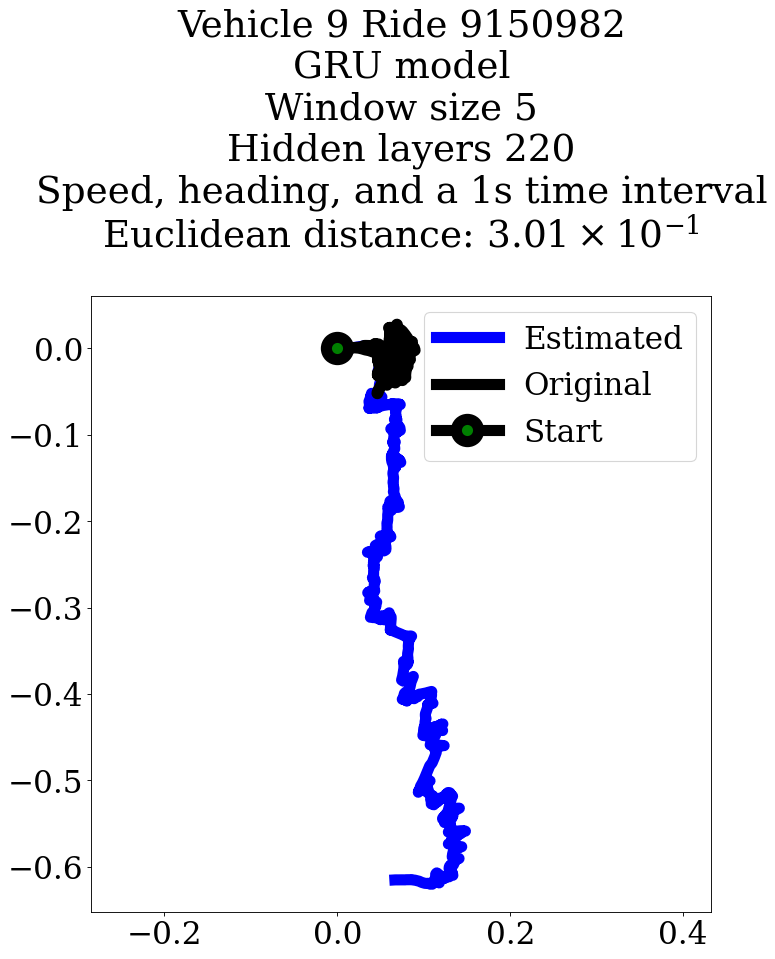 Vehicle 9 Ride 9150982
GRU model
Window size 5
Hidden layers 220
Speed, heading, and a 1s time interval
Euclidean distance: 3.01 × 10⁻¹
Estimated
Original
Start
0.0
−0.1
−0.2
−0.3
−0.4
−0.5
−0.6
−0.2 0.0 0.2 0.4